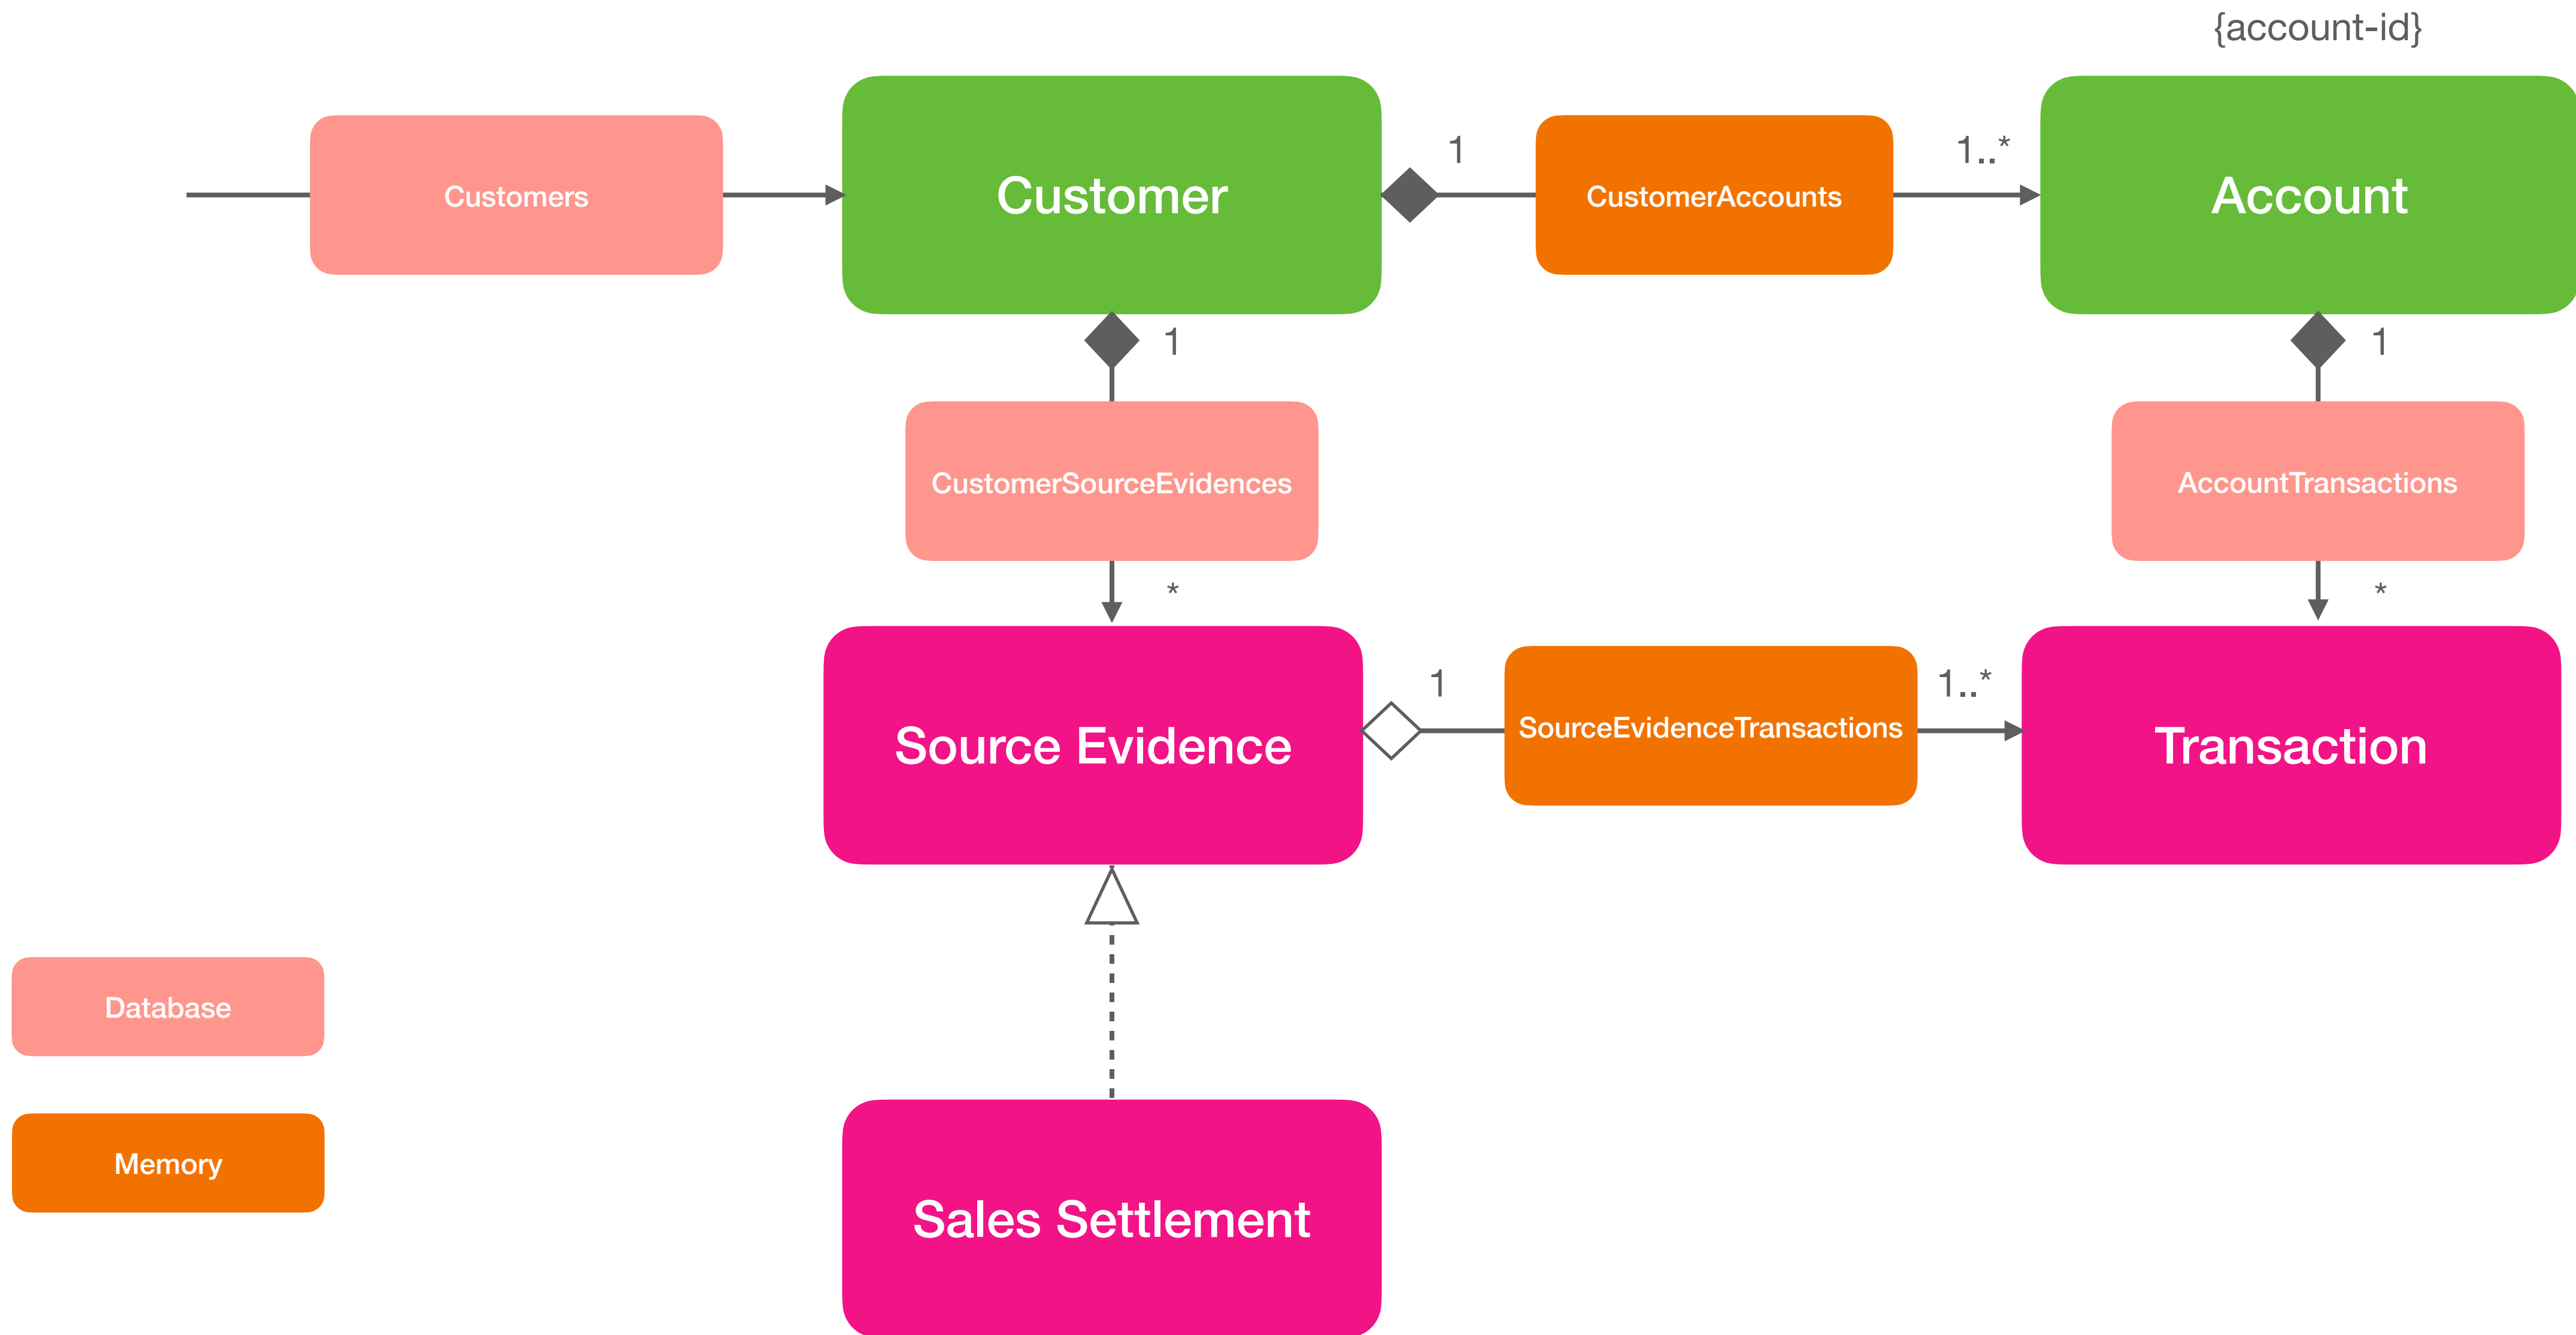 {account-id}
Customers
Customer
1
CustomerAccounts
1..*
Account
1
1
CustomerSourceEvidences
AccountTransactions
*
*
Source Evidence
1
SourceEvidenceTransactions
1..*
Transaction
Database
Memory
Sales Settlement